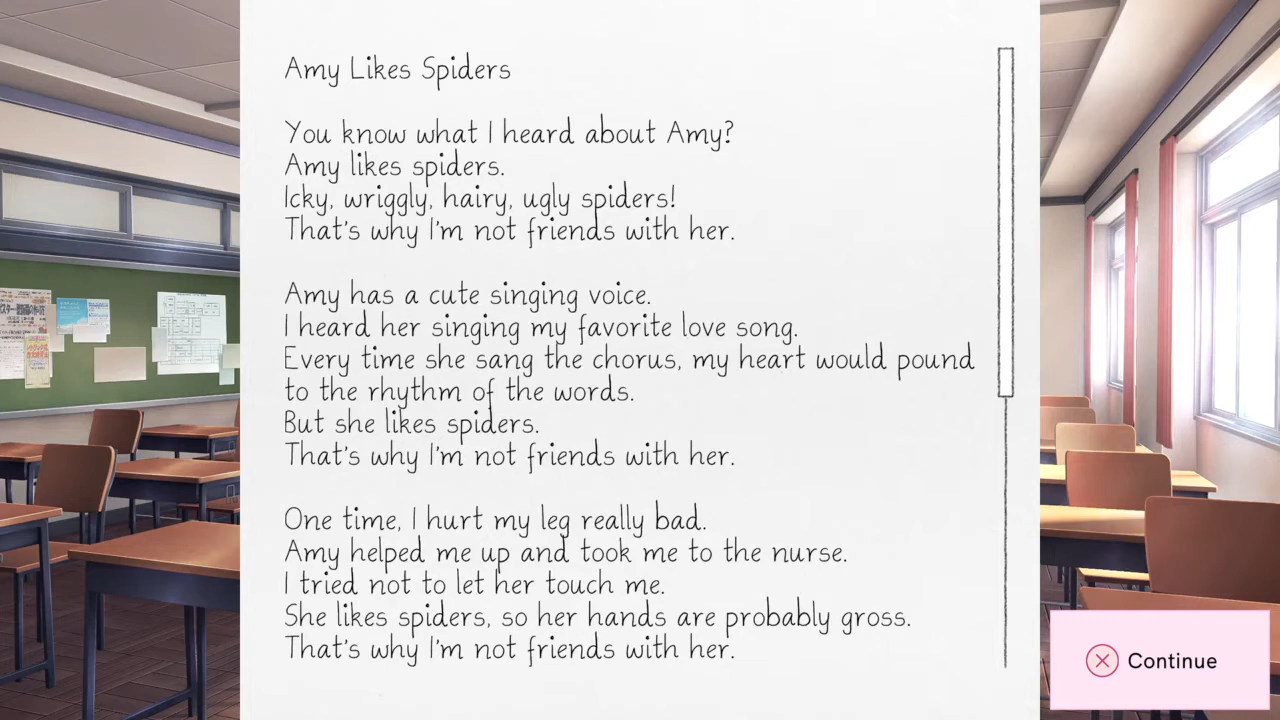 Amy Likes Spiders
You know what I heard about Amy?
Amy likes spiders.
Icky, wriggly, hairy, ugly spiders!
That's why I'm not friends with her.
Amy has a cute singing voice.
I heard her singing my favorite love song.
Every time she sang the chorus, my heart would pound
to the rhythm of the words.
But she likes spiders.
That's why I'm not friends with her.
One time, I hurt my leg really bad.
Amy helped me up and took me to the nurse.
I tried not to let her touch me.
She likes spiders, so her hands are probably gross.
That's why I'm not friends with her.
Continue